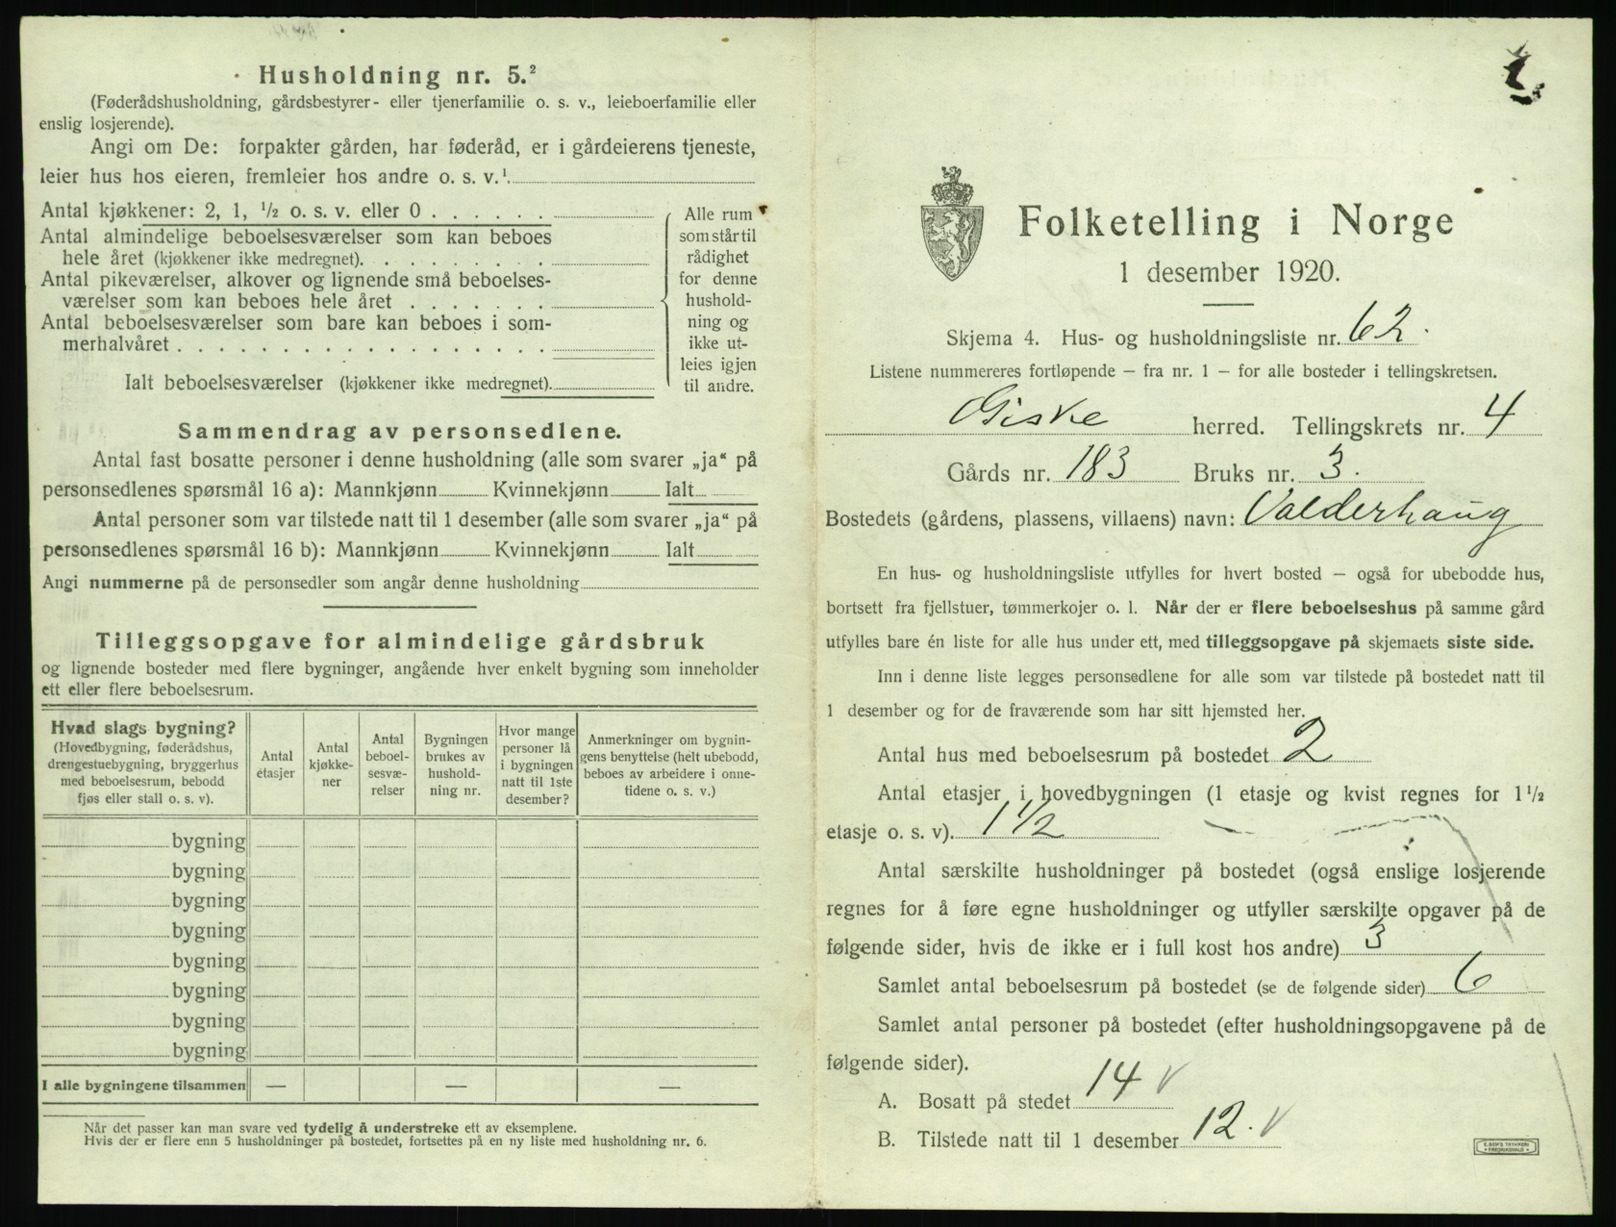 Husholdning nr. 5.²
(Føderådshusholdning, gårdsbestyrer- eller tjenerfamilie o. s. v., leieboerfamilie eller
enslig losjerende).
Angi om De: forpakter gården, har føderåd, er i gårdeierens tjeneste,
leier hus hos eieren, fremleier hos andre o. s. v.¹
Antal kjøkkener: 2, 1, ½ o. s. v. eller 0 . . . . . .
Antal almindelige beboelsesværelser som kan beboes
hele året (kjøkkener ikke medregnet). . . . . . . . .
Antal pikeværelser, alkover og lignende små beboelses-
værelser som kan beboes hele året . . . . . . .
Antal beboelsesværelser som bare kan beboes i som-
merhalvåret . . . . . . . . . . . . . . . . . .
Ialt beboelsesværelser (kjøkkener ikke medregnet).
Alle rum
som står til
rådighet
for denne
hushold-
ning og
ikke ut-
leies igjen
til andre.
Sammendrag av personsedlene.
Antal fast bosatte personer i denne husholdning (alle som svarer „ja“ på
personsedlenes spørsmål 16 a): Mannkjønn Kvinnekjønn Ialt
Antal personer som var tilstede natt til 1 desember (alle som svarer „ja“ på
personsedlenes spørsmål 16 b): Mannkjønn Kvinnekjønn Ialt
Angi nummerne på de personsedler som angår denne husholdning
Tilleggsopgave for almindelige gårdsbruk
og lignende bosteder med flere bygninger, angående hver enkelt bygning som inneholder
ett eller flere beboelsesrum.
Hvad slags bygning?
(Hovedbygning, føderådshus,
drengestuebygning, bryggerhus
med beboelsesrum, bebodd
fjøs eller stall o. s. v).
Antal
etasjer
Antal
kjøkke-
ner
Antal
beboel-
sesvæ-
relser
Bygningen
brukes av
hushold-
ning nr.
Hvor mange
personer lå
i bygningen
natt til 1ste
desember?
Anmerkninger om bygnin-
gens benyttelse (helt ubebodd,
beboes av arbeidere i onne-
tidene o. s. v.)
bygning
bygning
bygning
bygning
bygning
bygning
bygning
bygning
I alle bygningene tilsammen — — —
Når det passer kan man svare ved tydelig å understreke ett av eksemplene.
Hvis der er flere enn 5 husholdninger på bostedet, fortsettes på en ny liste med husholdning nr. 6.
Folketelling i Norge
1 desember 1920.
Skjema 4. Hus- og husholdningsliste nr. 62.
Listene nummereres fortløpende – fra nr. 1 – for alle bosteder i tellingskretsen.
Giske herred. Tellingskrets nr. 4
Gårds nr. 183 Bruks nr. 3.
Bostedets (gårdens, plassens, villaens) navn: Valderhaug
En hus- og husholdningsliste utfylles for hvert bosted – også for ubebodde hus,
bortsett fra fjellstuer, tømmerkojer o. l. Når der er flere beboelseshus på samme gård
utfylles bare én liste for alle hus under ett, med tilleggsopgave på skjemaets siste side.
Inn i denne liste legges personsedlene for alle som var tilstede på bostedet natt til
1 desember og for de fraværende som har sitt hjemsted her.
Antal hus med beboelsesrum på bostedet 2
Antal etasjer i hovedbygningen (1 etasje og kvist regnes for 1½
etasje o. s. v). 1½
Antal særskilte husholdninger på bostedet (også enslige losjerende
regnes for å føre egne husholdninger og utfyller særskilte opgaver på de
følgende sider, hvis de ikke er i full kost hos andre) 3
Samlet antal beboelsesrum på bostedet (se de følgende sider) 6
Samlet antal personer på bostedet (efter husholdningsopgavene på de
følgende sider).
A. Bosatt på stedet 14 v
B. Tilstede natt til 1 desember 12. v